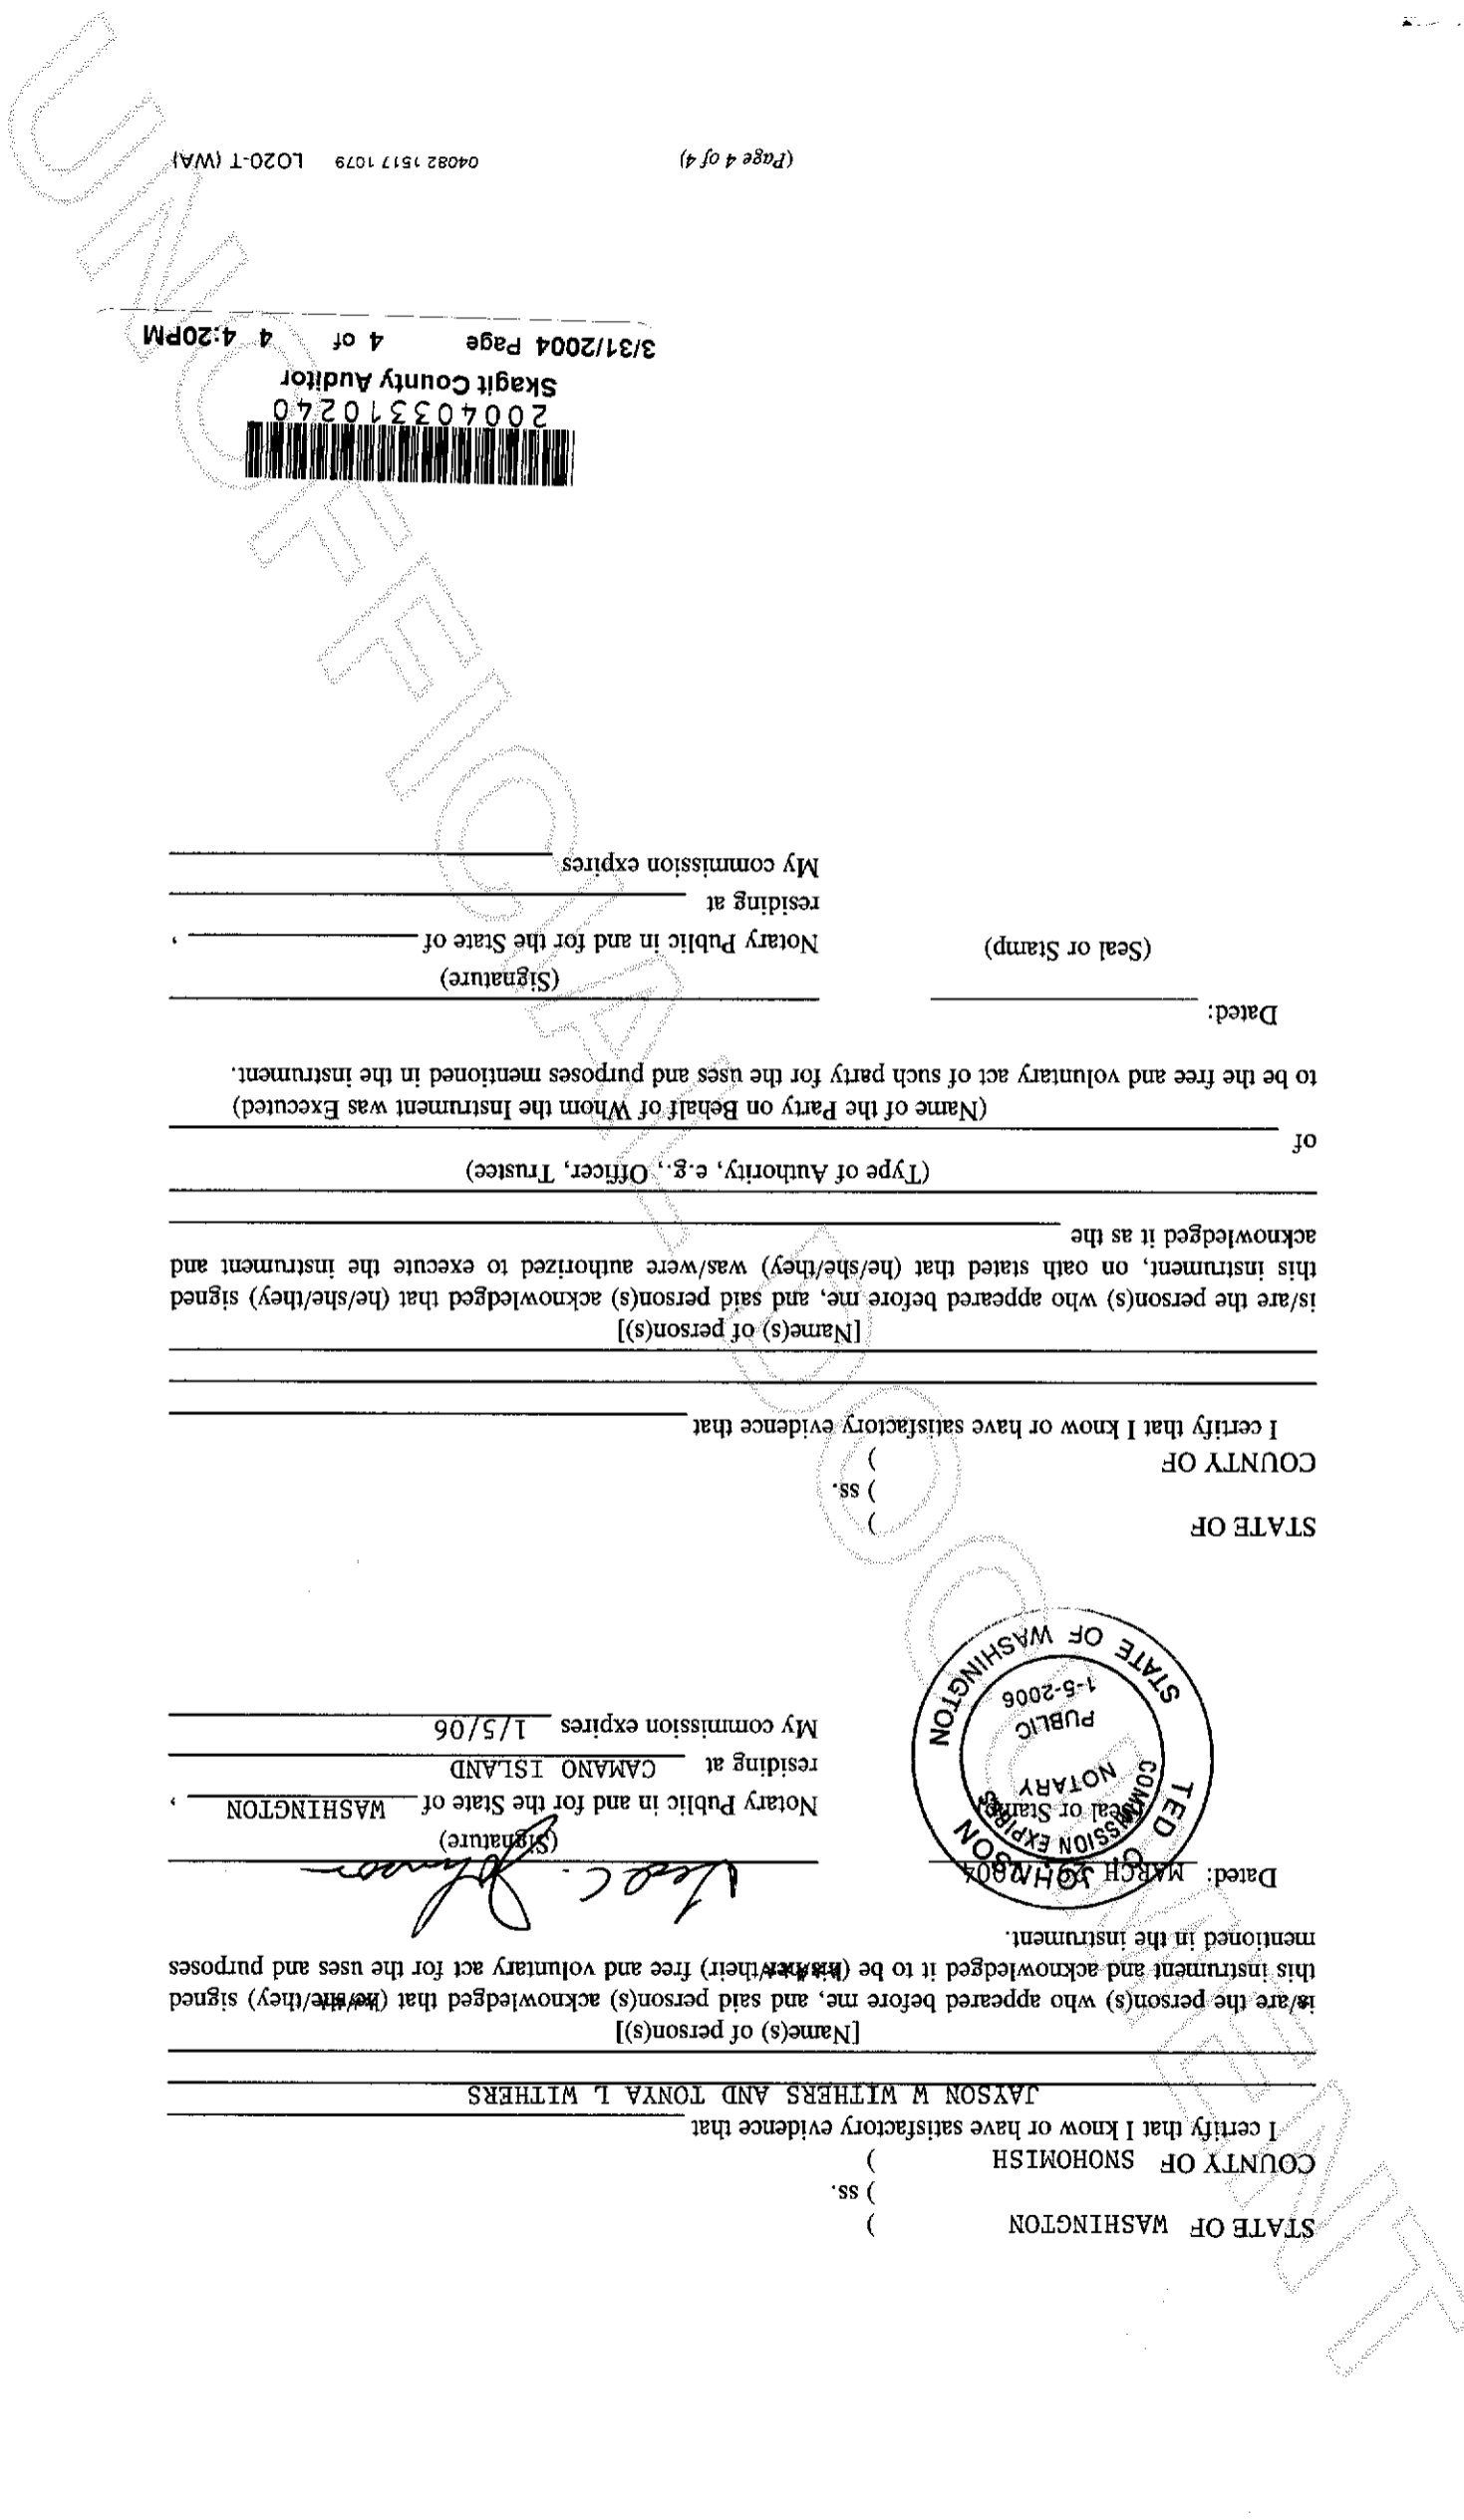 STATE OF WASHINGTON )
) ss.
COUNTY OF SNOHOMISH )
I certify that I know or have satisfactory evidence that
JAYSON W WITHERS AND TONYA L WITHERS
[Name(s) of person(s)]
is/are the person(s) who appeared before me, and said person(s) acknowledged that (he/she/they) signed
this instrument and acknowledged it to be (his/her/their) free and voluntary act for the uses and purposes
mentioned in the instrument.
Dated: MARCH 2004
Ted C. Johnson
(Signature)
(Seal or Stamp)
Notary Public in and for the State of WASHINGTON ,
residing at CAMANO ISLAND
My commission expires 1/5/06
TED C. JOHNSON
COMMISSION EXPIRES
NOTARY
PUBLIC
1-5-2006
STATE OF WASHINGTON
STATE OF )
) ss.
COUNTY OF )
I certify that I know or have satisfactory evidence that
[Name(s) of person(s)]
is/are the person(s) who appeared before me, and said person(s) acknowledged that (he/she/they) signed
this instrument, on oath stated that (he/she/they) was/were authorized to execute the instrument and
acknowledged it as the
(Type of Authority, e.g., Officer, Trustee)
of
(Name of the Party on Behalf of Whom the Instrument was Executed)
to be the free and voluntary act of such party for the uses and purposes mentioned in the instrument.
Dated:
(Signature)
(Seal or Stamp)
Notary Public in and for the State of ,
residing at
My commission expires
200403310240
Skagit County Auditor
3/31/2004 Page 4 of 4 4:20PM
(Page 4 of 4)
04082 1517 1079 LO20-T (WA)
UNOFFICIAL DOCUMENT